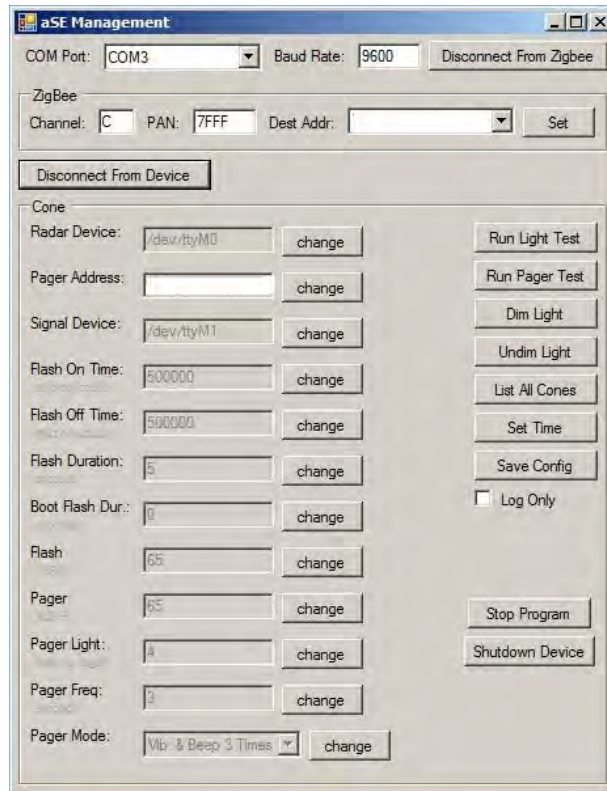 aSE Management
COM Port: COM3 Baud Rate: 9600 Disconnect From Zigbee
ZigBee
Channel: C PAN: 7FFF Dest Addr: Set
Disconnect From Device
Cone
Radar Device: /dev/ttyM0 change Run Light Test
Pager Address: change Run Pager Test
Signal Device: /dev/ttyM1 change Dim Light
Undim Light
Flash On Time: 500000 change List All Cones
Flash Off Time: 500000 change Set Time
Flash Duration: 5 change Save Config
Boot Flash Dur.: 0 change Log Only
Flash 65 change
Pager 65 change Stop Program
Pager Light: 4 change Shutdown Device
Pager Freq: 3 change
Pager Mode: Vib. & Beep 3 Times change